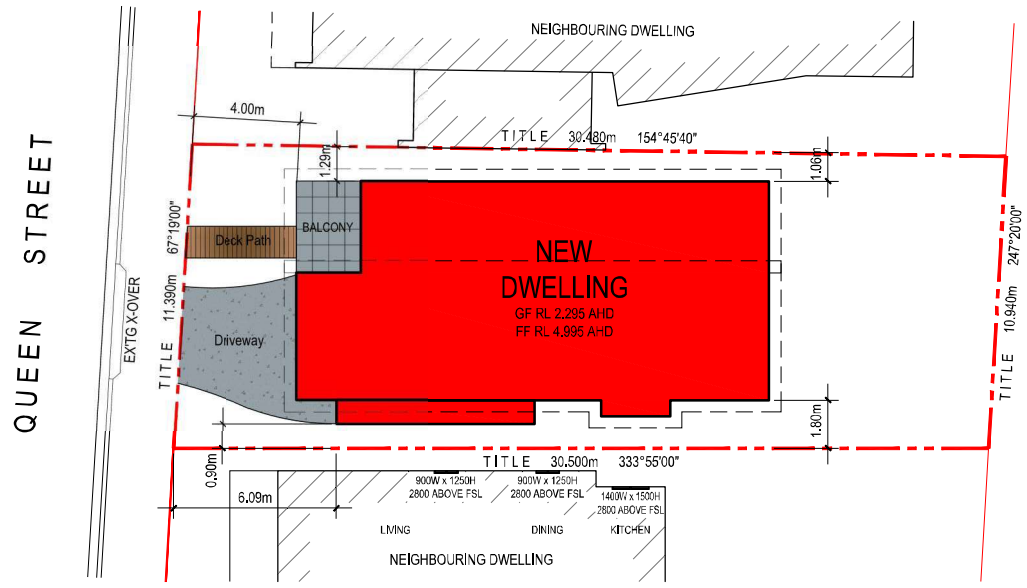 NEIGHBOURING DWELLING
4.00m
TITLE 30.480m 154°45'40"
1.29m
1.06m
QUEEN STREET
EX'TG X-OVER
TITLE 11.390m 67°19'00"
Deck Path
BALCONY
Driveway
NEW
DWELLING
GF RL 2.295 AHD
FF RL 4.995 AHD
TITLE 10.940m 247°20'00"
1.80m
0.90m
6.09m
TITLE 30.500m 333°55'00"
900W x 1250H
2800 ABOVE FSL
900W x 1250H
2800 ABOVE FSL
1400W x 1500H
2800 ABOVE FSL
LIVING
DINING
KITCHEN
NEIGHBOURING DWELLING